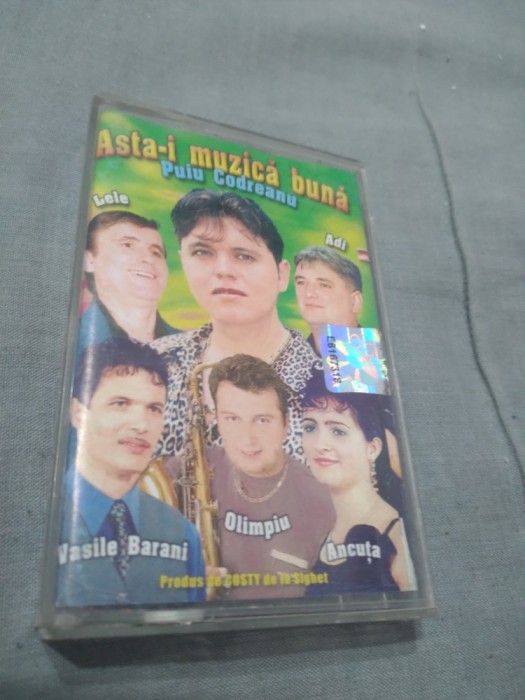 Asta-i muzică bună
Puiu Codreanu
Lele
Adi
Vasile Barani
Olimpiu
Ancuța
Produs de COSTY de la Sighet